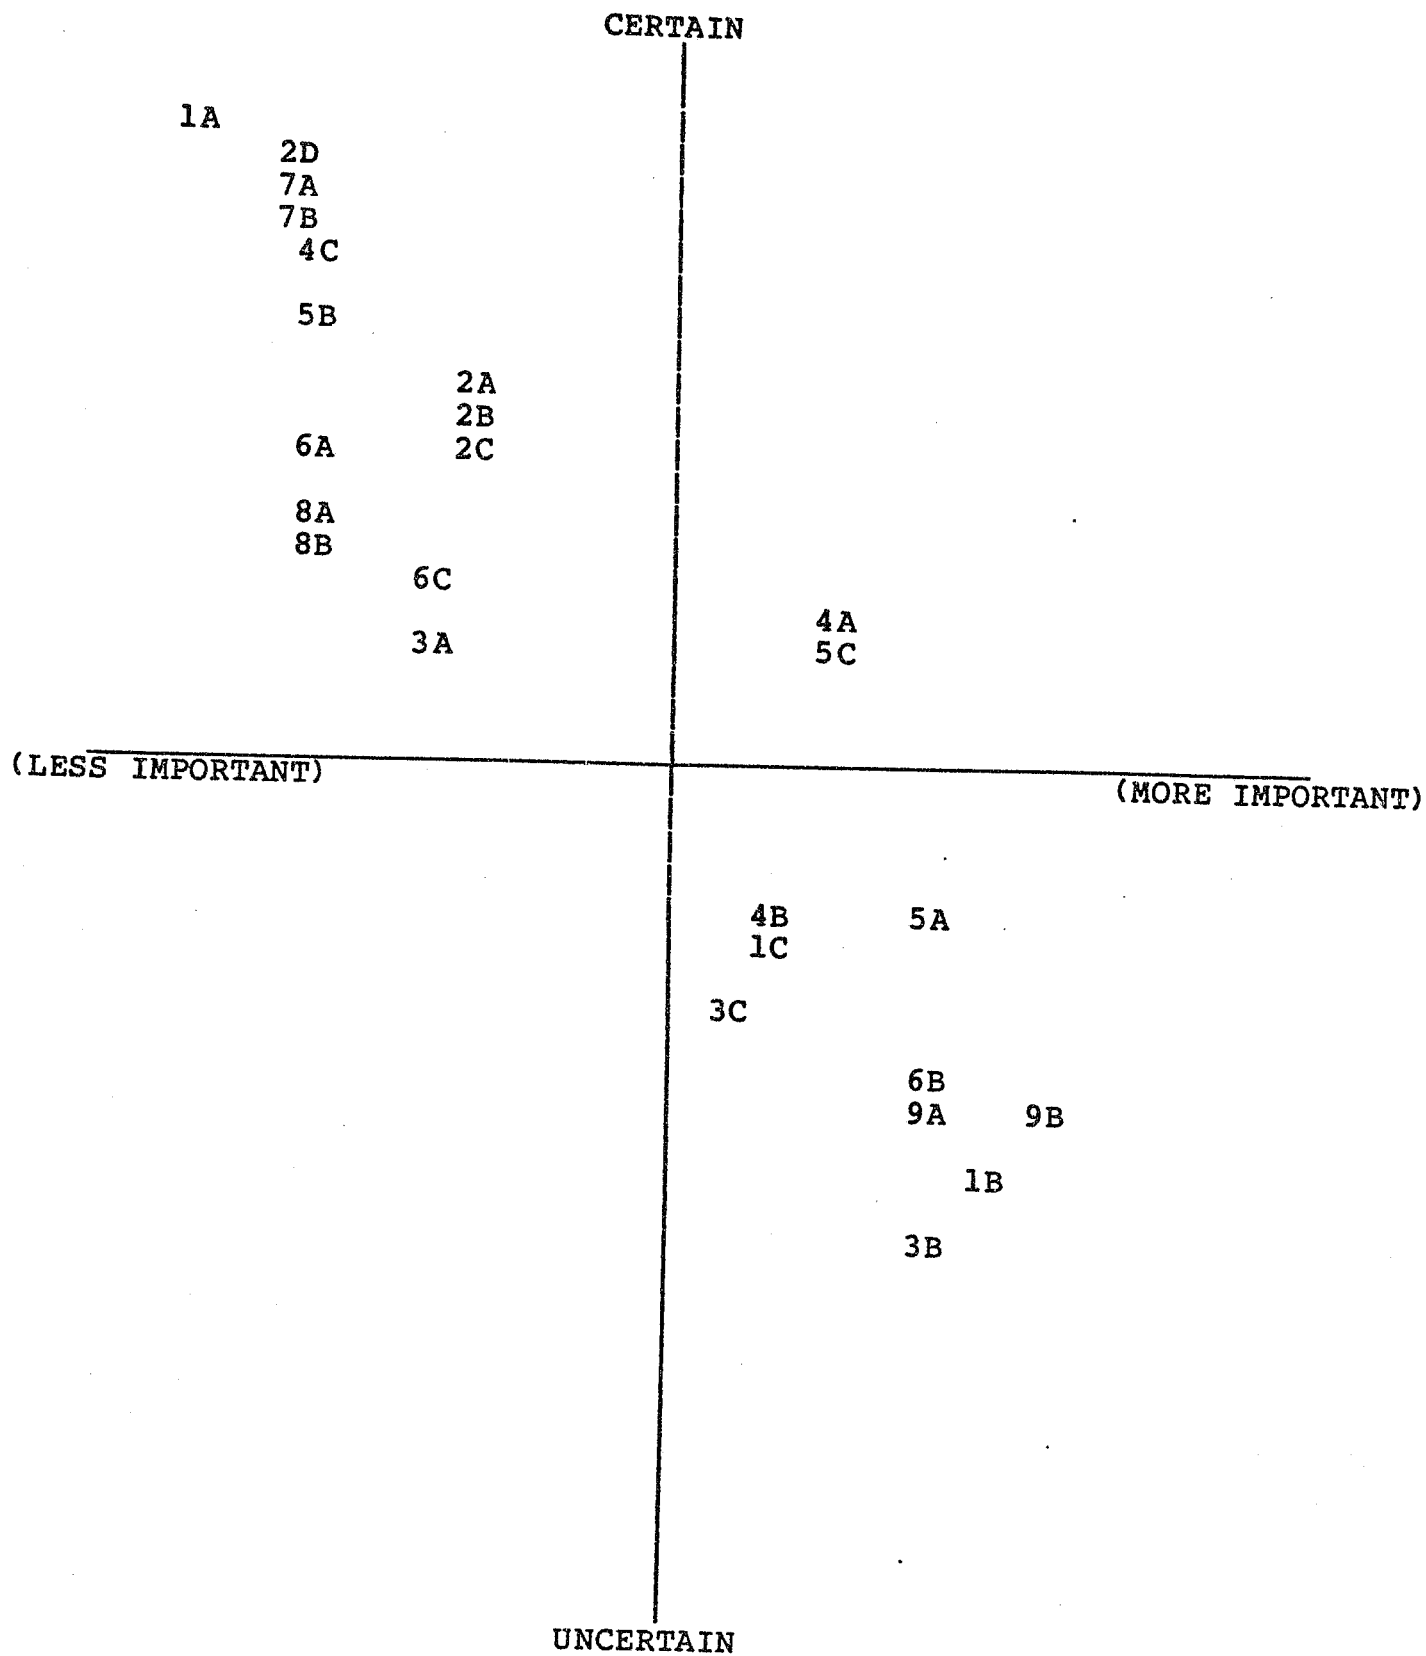 CERTAIN
1A
2D
7A
7B
4C
5B
2A
2B
6A 2C
8A
8B
6C
4A
3A
5C
(LESS IMPORTANT)
(MORE IMPORTANT)
4B 5A
1C
3C
6B
9A 9B
1B
3B
UNCERTAIN